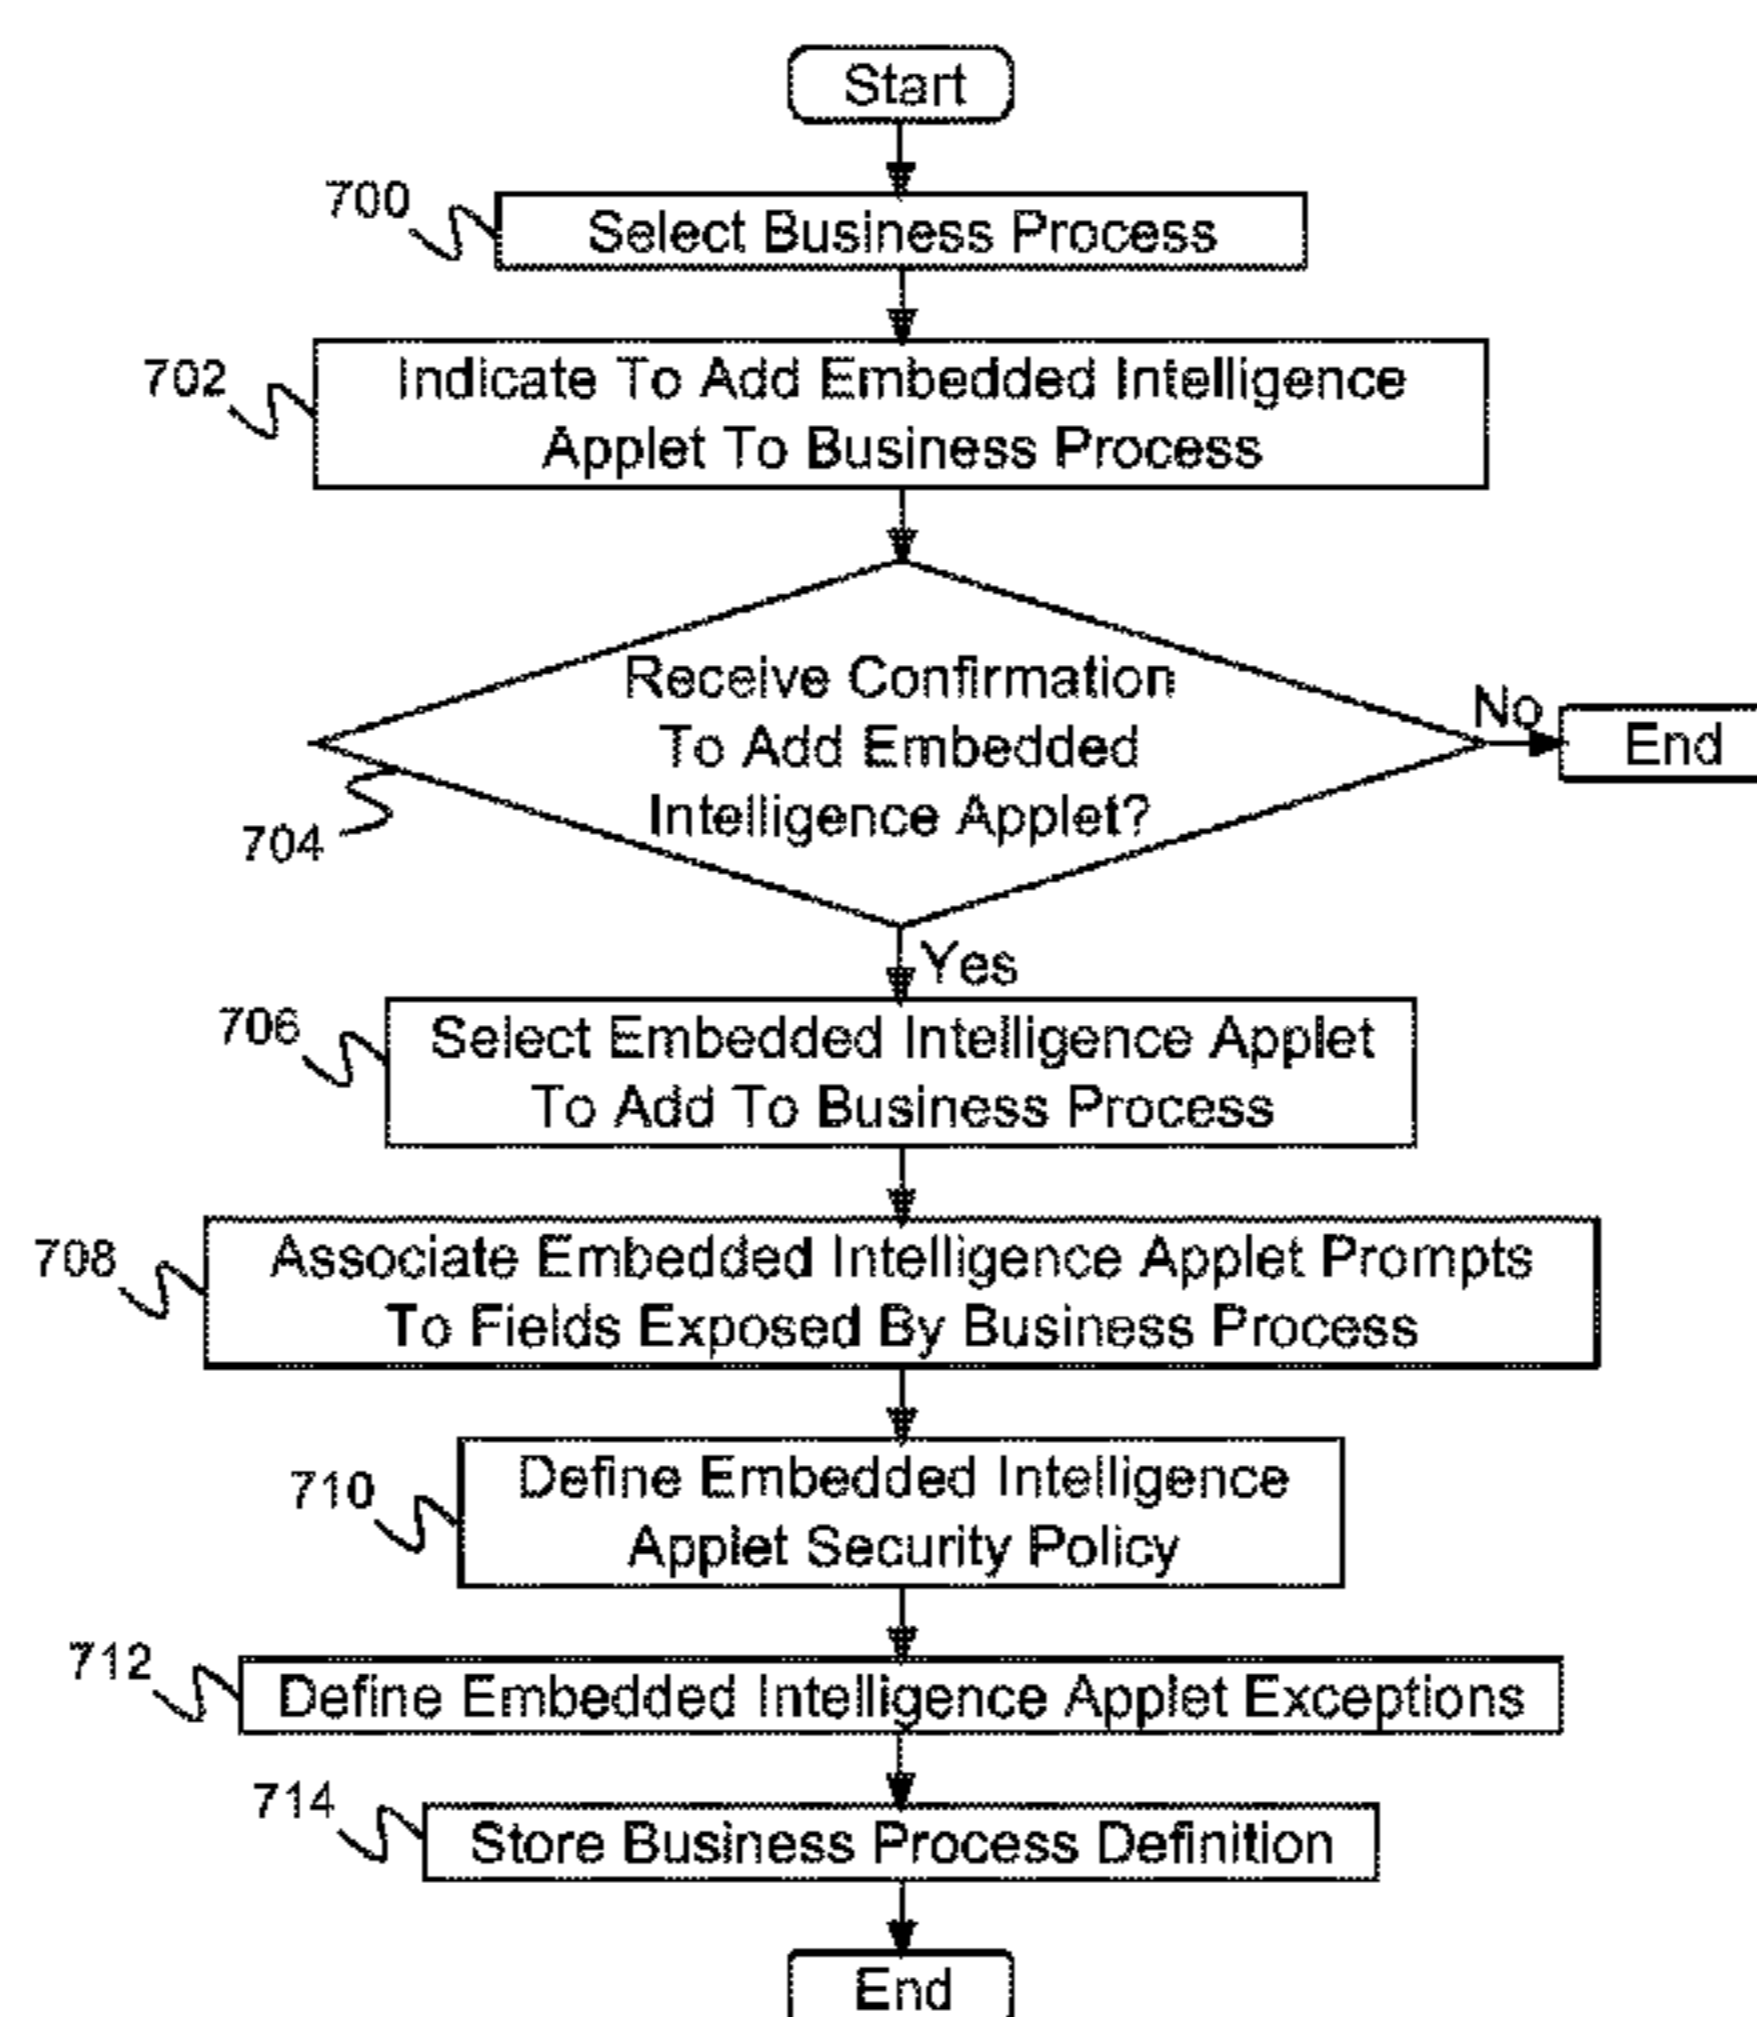 Start
700
Select Business Process
702
Indicate To Add Embedded Intelligence
Applet To Business Process
Receive Confirmation
To Add Embedded
Intelligence Applet?
704
No
End
Yes
706
Select Embedded Intelligence Applet
To Add To Business Process
708
Associate Embedded Intelligence Applet Prompts
To Fields Exposed By Business Process
710
Define Embedded Intelligence
Applet Security Policy
712
Define Embedded Intelligence Applet Exceptions
714
Store Business Process Definition
End